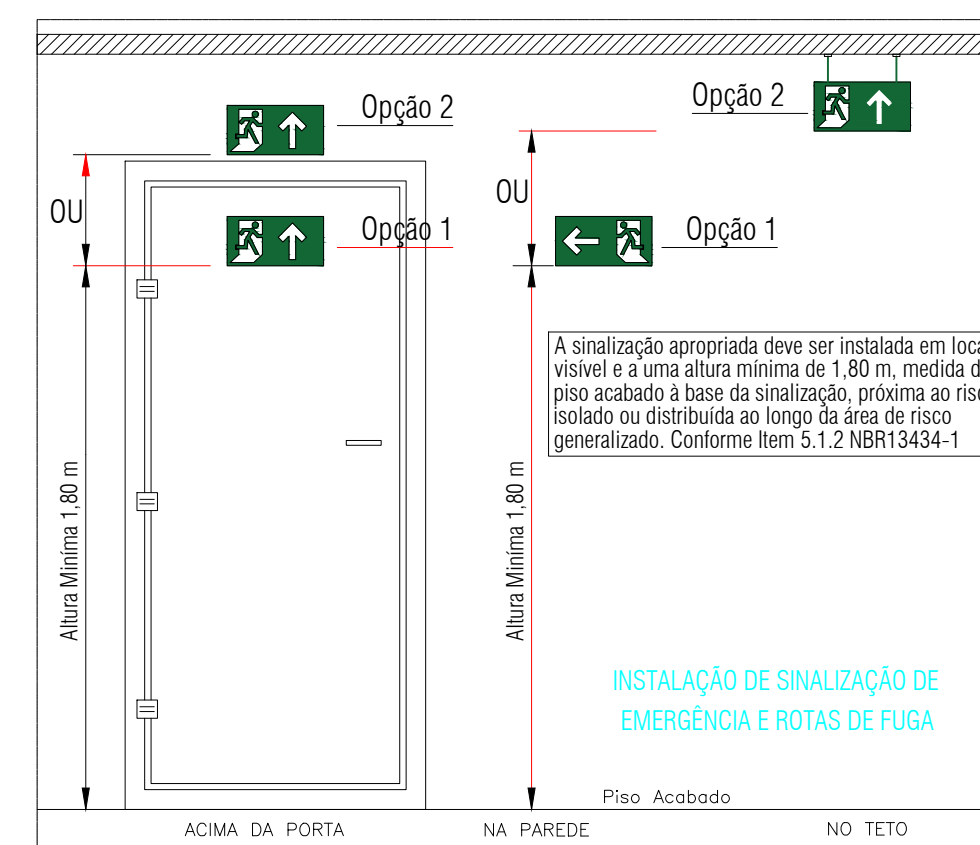 Opção 2
Opção 2
OU
OU
Opção 1
Opção 1
A sinalização apropriada deve ser instalada em
visível e a uma altura mínima de 1,80 m, medida
piso acabado à base da sinalização, próxima ao
isolado ou distribuída ao longo da área de risco
generalizado. Conforme Item 5.1.2 NBR13434-1
Altura Miníma 1,80 m
Altura Miníma 1,80 m
INSTALAÇÃO DE SINALIZAÇÃO DE
EMERGÊNCIA E ROTAS DE FUGA
Piso Acabado
ACIMA DA PORTA
NA PAREDE
NO TETO